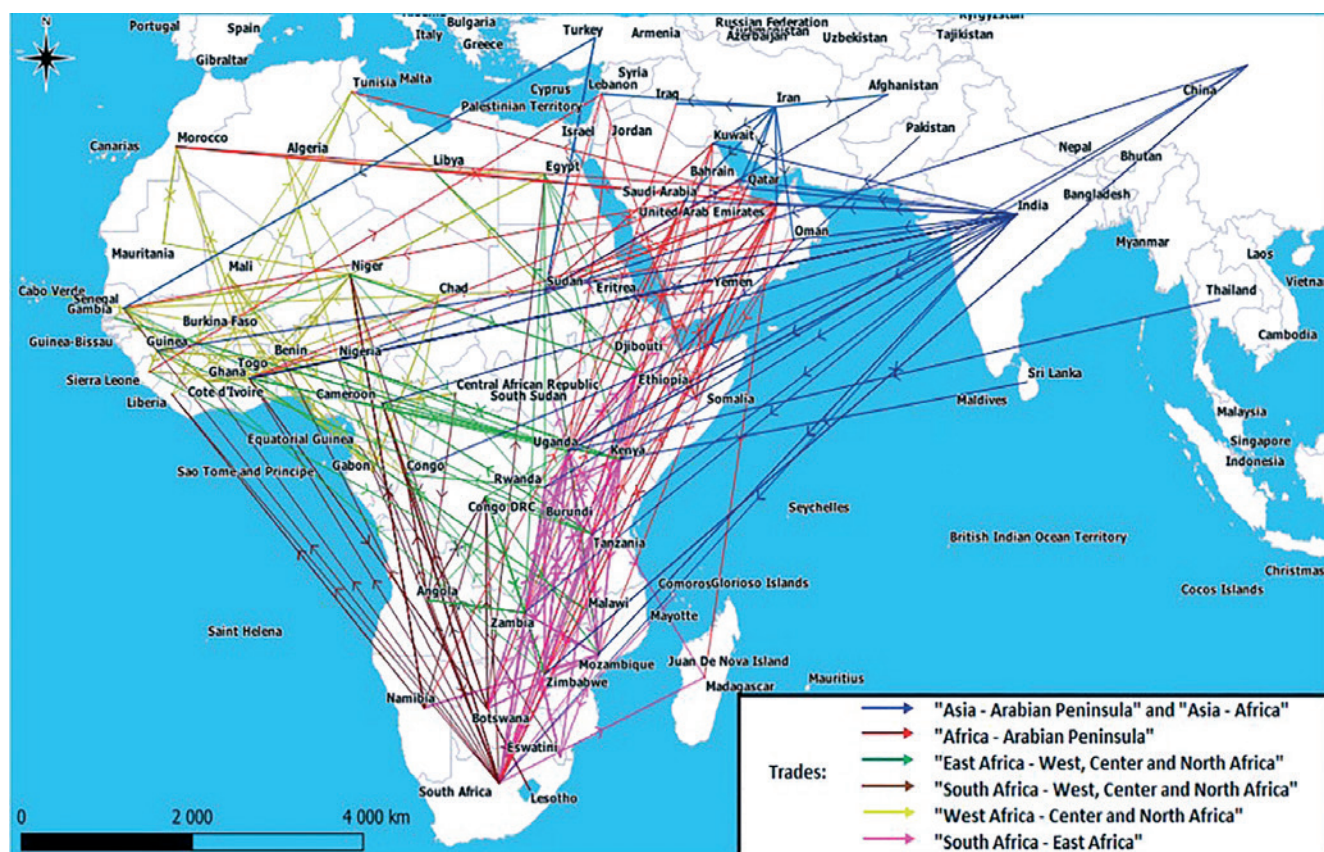 N
Portugal
Spain
Gibraltar
Italy
Bulgaria
Greece
Turkey
Armenia
Russian Federation
Azerbaijan
Uzbekistan
Kyrgyzstan
Tajikistan
Tunisia
Malta
Cyprus
Syria
Lebanon
Palestinian Territory
Iraq
Iran
Afghanistan
China
Canarias
Morocco
Algeria
Libya
Egypt
Israel
Jordan
Kuwait
Pakistan
Nepal
Bhutan
Bahrain
Qatar
Saudi Arabia
United Arab Emirates
Bangladesh
India
Oman
Myanmar
Laos
Mauritania
Mali
Niger
Chad
Sudan
Eritrea
Yemen
Thailand
Vietnam
Cabo Verde
Senegal
Gambia
Burkina Faso
Guinea-Bissau
Guinea
Benin
Togo
Nigeria
Djibouti
Cambodia
Sierra Leone
Ghana
Cote d'Ivoire
Liberia
Cameroon
Central African Republic
South Sudan
Ethiopia
Somalia
Maldives
Sri Lanka
Malaysia
Equatorial Guinea
Sao Tome and Principe
Gabon
Congo
Uganda
Kenya
Singapore
Indonesia
Rwanda
Congo DRC
Burundi
Tanzania
Seychelles
British Indian Ocean Territory
Angola
Zambia
Malawi
Comoros
Glorioso Islands
Mayotte
Christmas
Cocos Islands
Saint Helena
Mozambique
Zimbabwe
Juan De Nova Island
Madagascar
Mauritius
Namibia
Botswana
Eswatini
South Africa
Lesotho
0 2 000 4 000 km
Trades:
"Asia - Arabian Peninsula" and "Asia - Africa"
"Africa - Arabian Peninsula"
"East Africa - West, Center and North Africa"
"South Africa - West, Center and North Africa"
"West Africa - Center and North Africa"
"South Africa - East Africa"